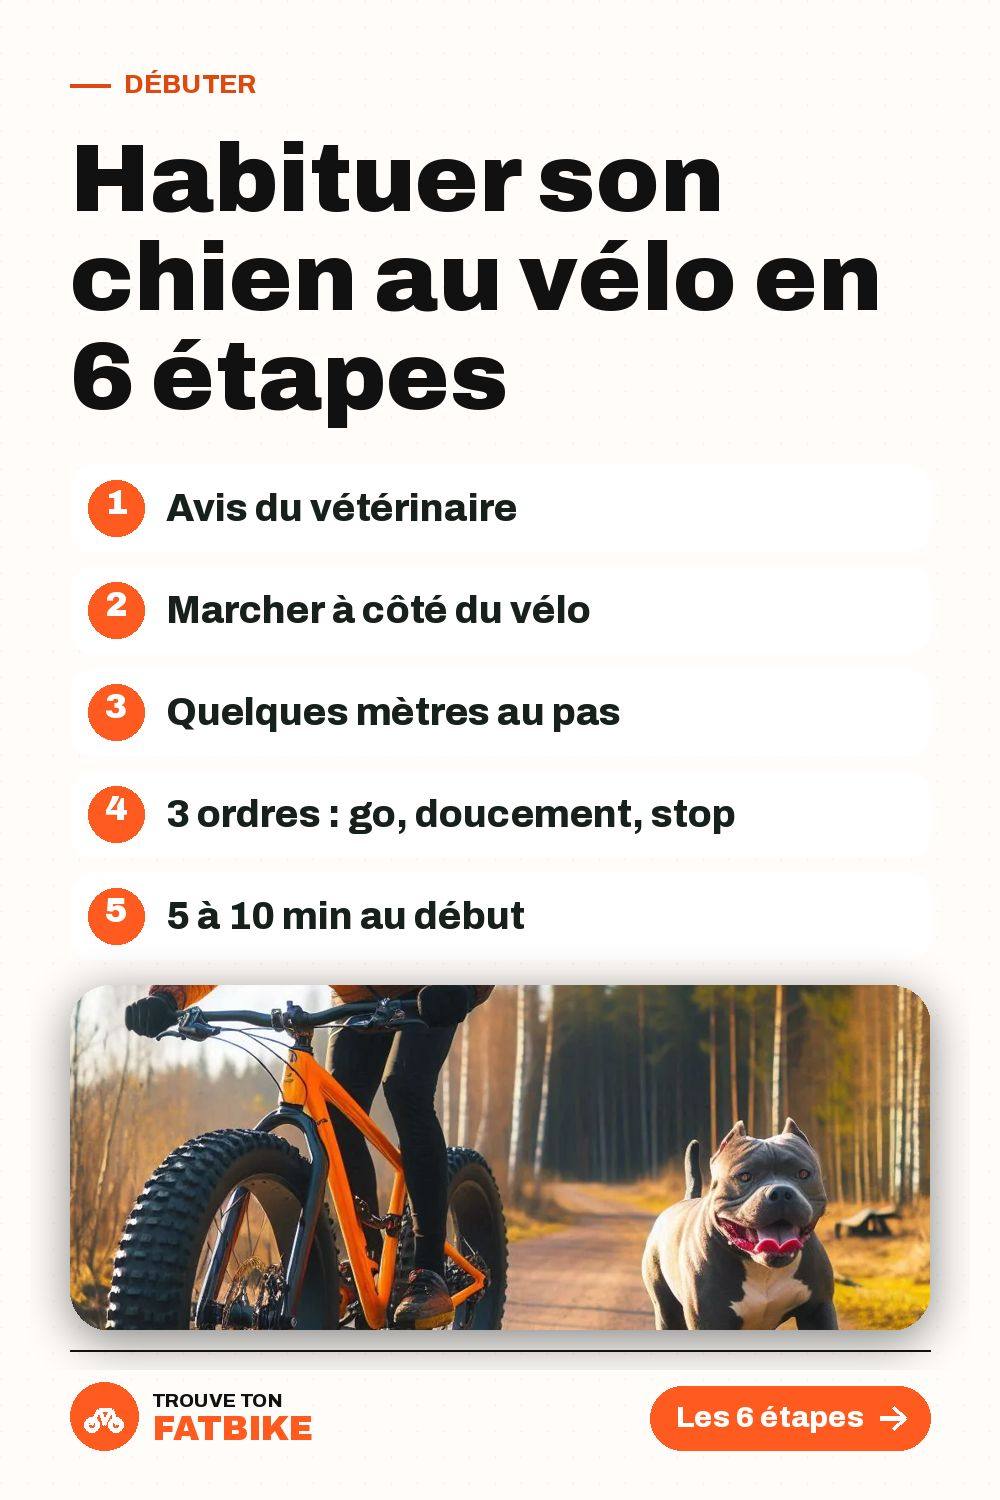 DÉBUTER
Habituer son
chien au vélo en
6 étapes
1 Avis du vétérinaire
2 Marcher à côté du vélo
3 Quelques mètres au pas
4 3 ordres : go, doucement, stop
5 5 à 10 min au début
TROUVE TON
FATBIKE
Les 6 étapes →